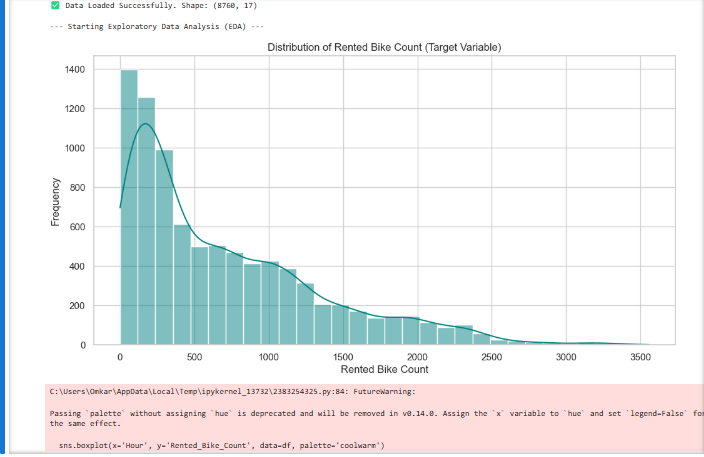 ✅ Data Loaded Successfully. Shape: (8760, 17)
--- Starting Exploratory Data Analysis (EDA) ---
Distribution of Rented Bike Count (Target Variable)
1400
1200
1000
800
600
400
200
0
Frequency
0 500 1000 1500 2000 2500 3000 3500
Rented Bike Count
C:\Users\Omkar\AppData\Local\Temp\ipykernel_13732\2383254325.py:84: FutureWarning:
Passing `palette` without assigning `hue` is deprecated and will be removed in v0.14.0. Assign the `x` variable to `hue` and set `legend=False` for
the same effect.
sns.boxplot(x='Hour', y='Rented_Bike_Count', data=df, palette='coolwarm')